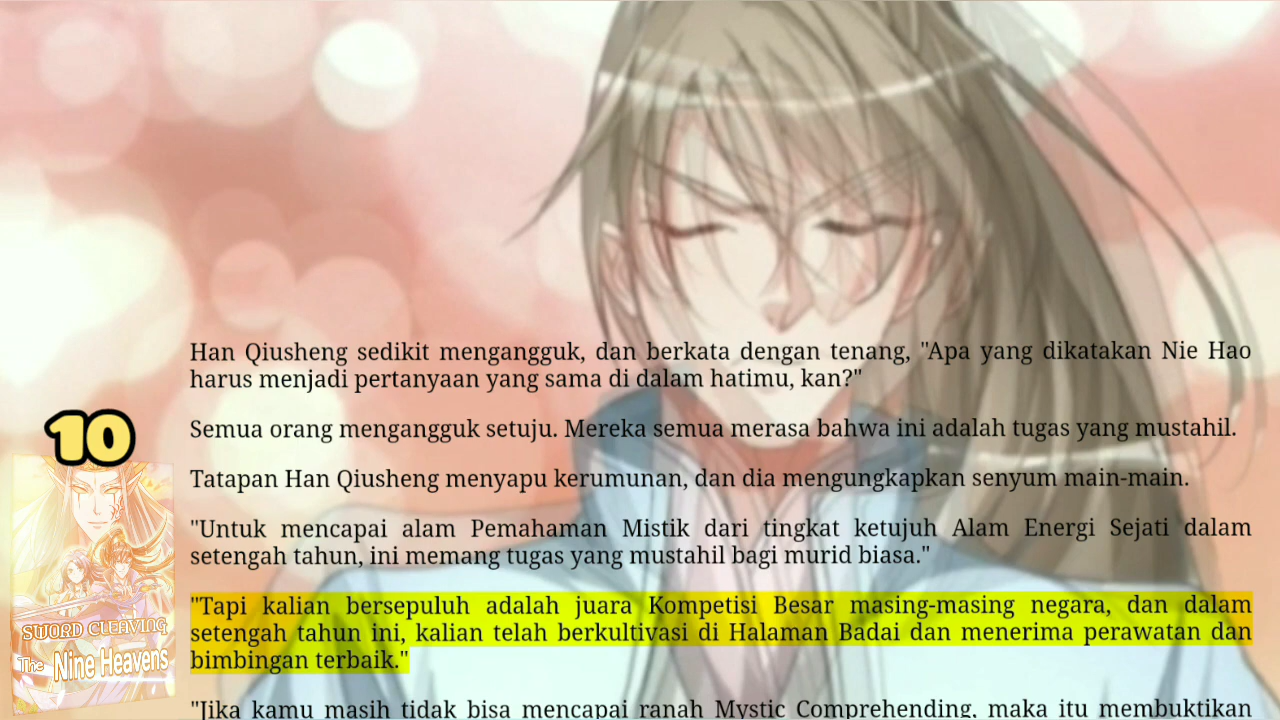 Han Qiusheng sedikit mengangguk, dan berkata dengan tenang, "Apa yang dikatakan Nie Hao
harus menjadi pertanyaan yang sama di dalam hatimu, kan?"
Semua orang mengangguk setuju. Mereka semua merasa bahwa ini adalah tugas yang mustahil.
Tatapan Han Qiusheng menyapu kerumunan, dan dia mengungkapkan senyum main-main.
"Untuk mencapai alam Pemahaman Mistik dari tingkat ketujuh Alam Energi Sejati dalam
setengah tahun, ini memang tugas yang mustahil bagi murid biasa."
"Tapi kalian bersepuluh adalah juara Kompetisi Besar masing-masing negara, dan dalam
setengah tahun ini, kalian telah berkultivasi di Halaman Badai dan menerima perawatan dan
bimbingan terbaik."
"Jika kamu masih tidak bisa mencapai ranah Mystic Comprehending, maka itu membuktikan
10
SWORD CLEAVING
The Nine Heavens